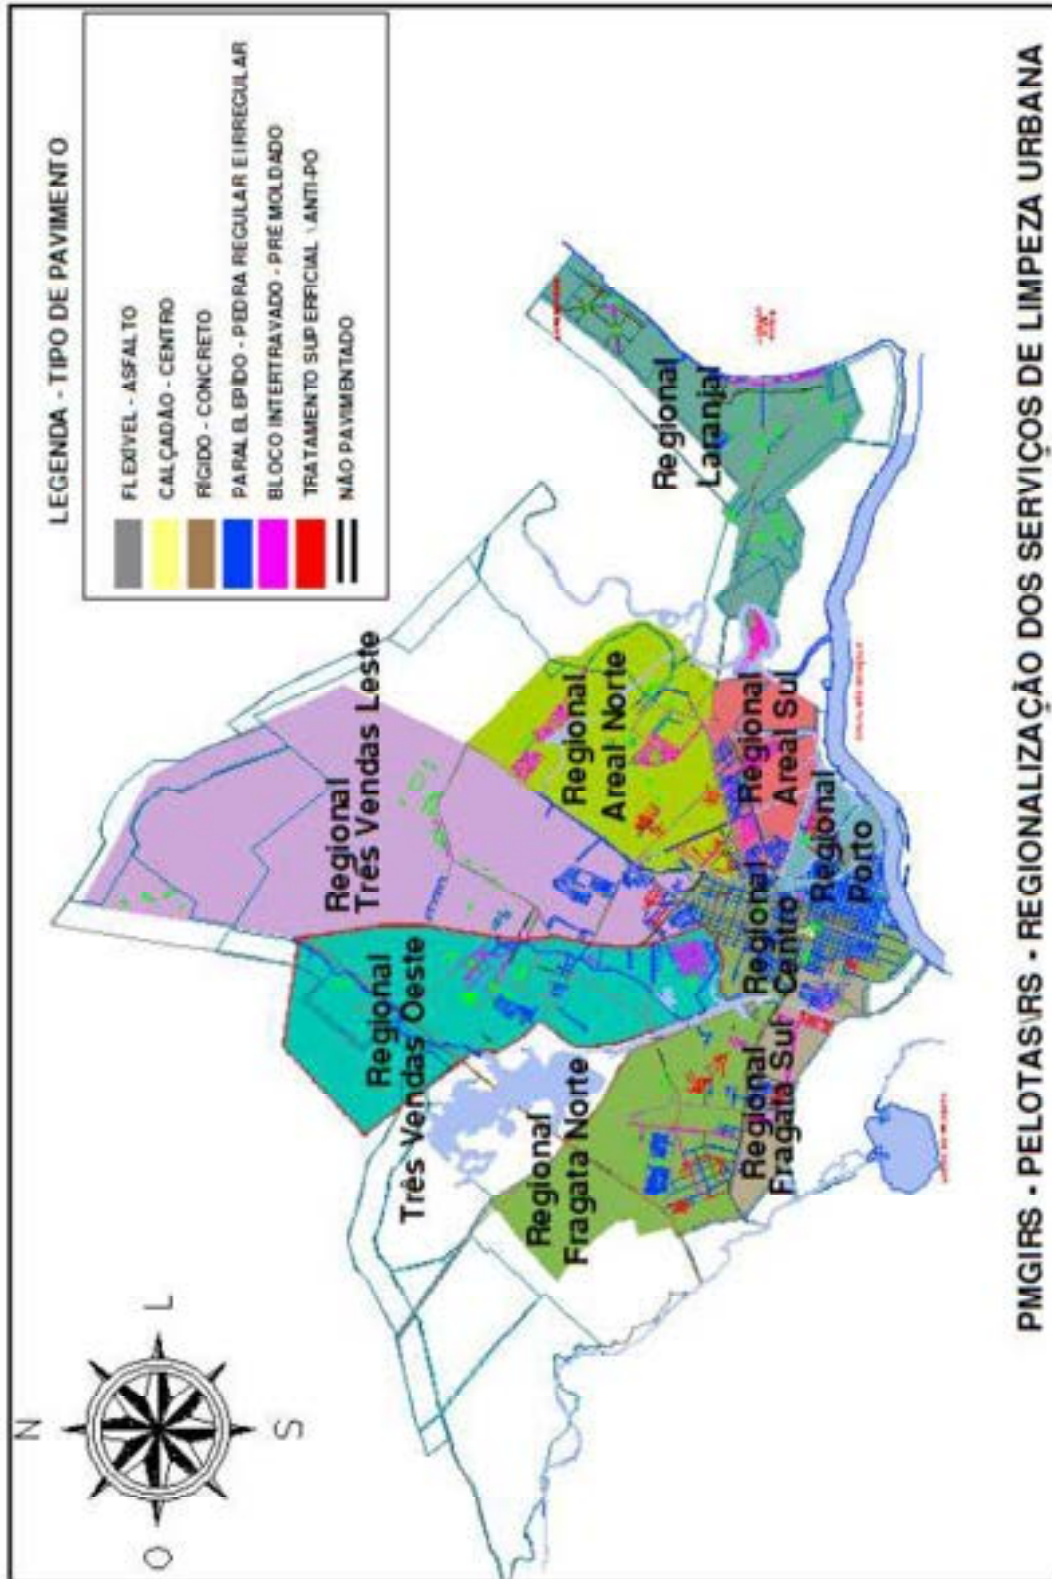 LEGENDA - TIPO DE PAVIMENTO
FLEXÍVEL - ASFALTO
CALÇADÃO - CENTRO
RÍGIDO - CONCRETO
PARALELEPIDO - PEDRA REGULAR E IRREGULAR
BLOCO INTERTRAVADO - PRÉ MOLDADO
TRATAMENTO SUPERFICIAL \ ANTI-PÓ
NÃO PAVIMENTADO
N
L
O
S
Regional
Três Vendas Leste
Regional
Três Vendas Oeste
Regional
Areal Norte
Regional
Laranjal
Regional
Areal Sul
Regional
Porto
Regional
Centro
Regional
Fragata Norte
Regional
Fragata Sul
PMGIRS - PELOTAS\RS - REGIONALIZAÇÃO DOS SERVIÇOS DE LIMPEZA URBANA